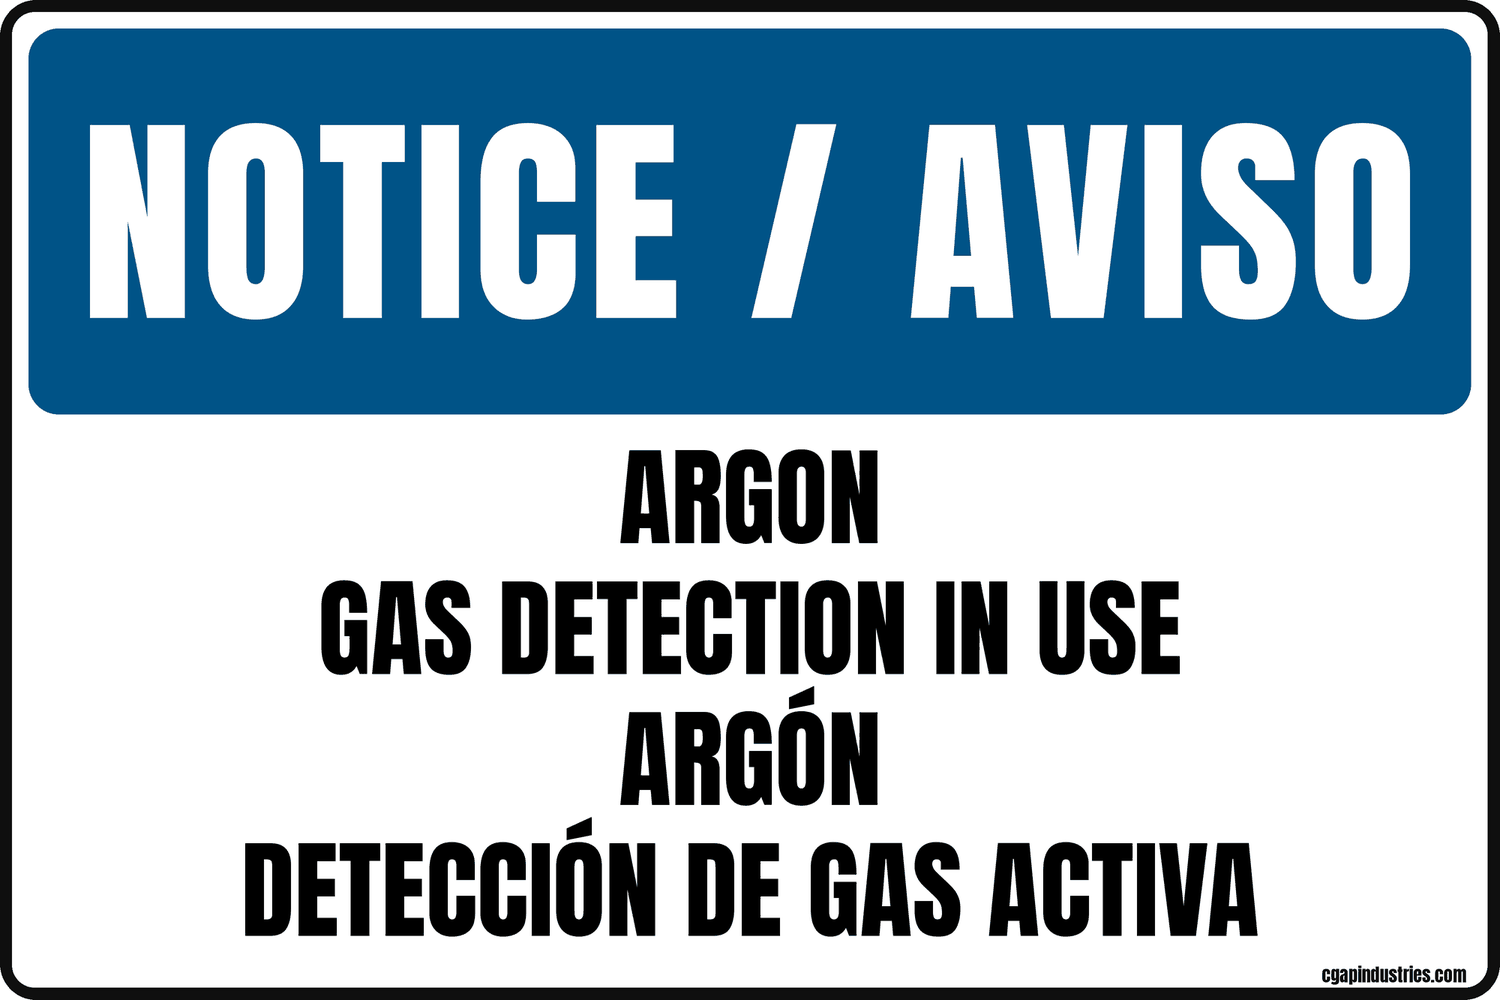 NOTICE / AVISO
ARGON
GAS DETECTION IN USE
ARGÓN
DETECCIÓN DE GAS ACTIVA
cgapindustries.com